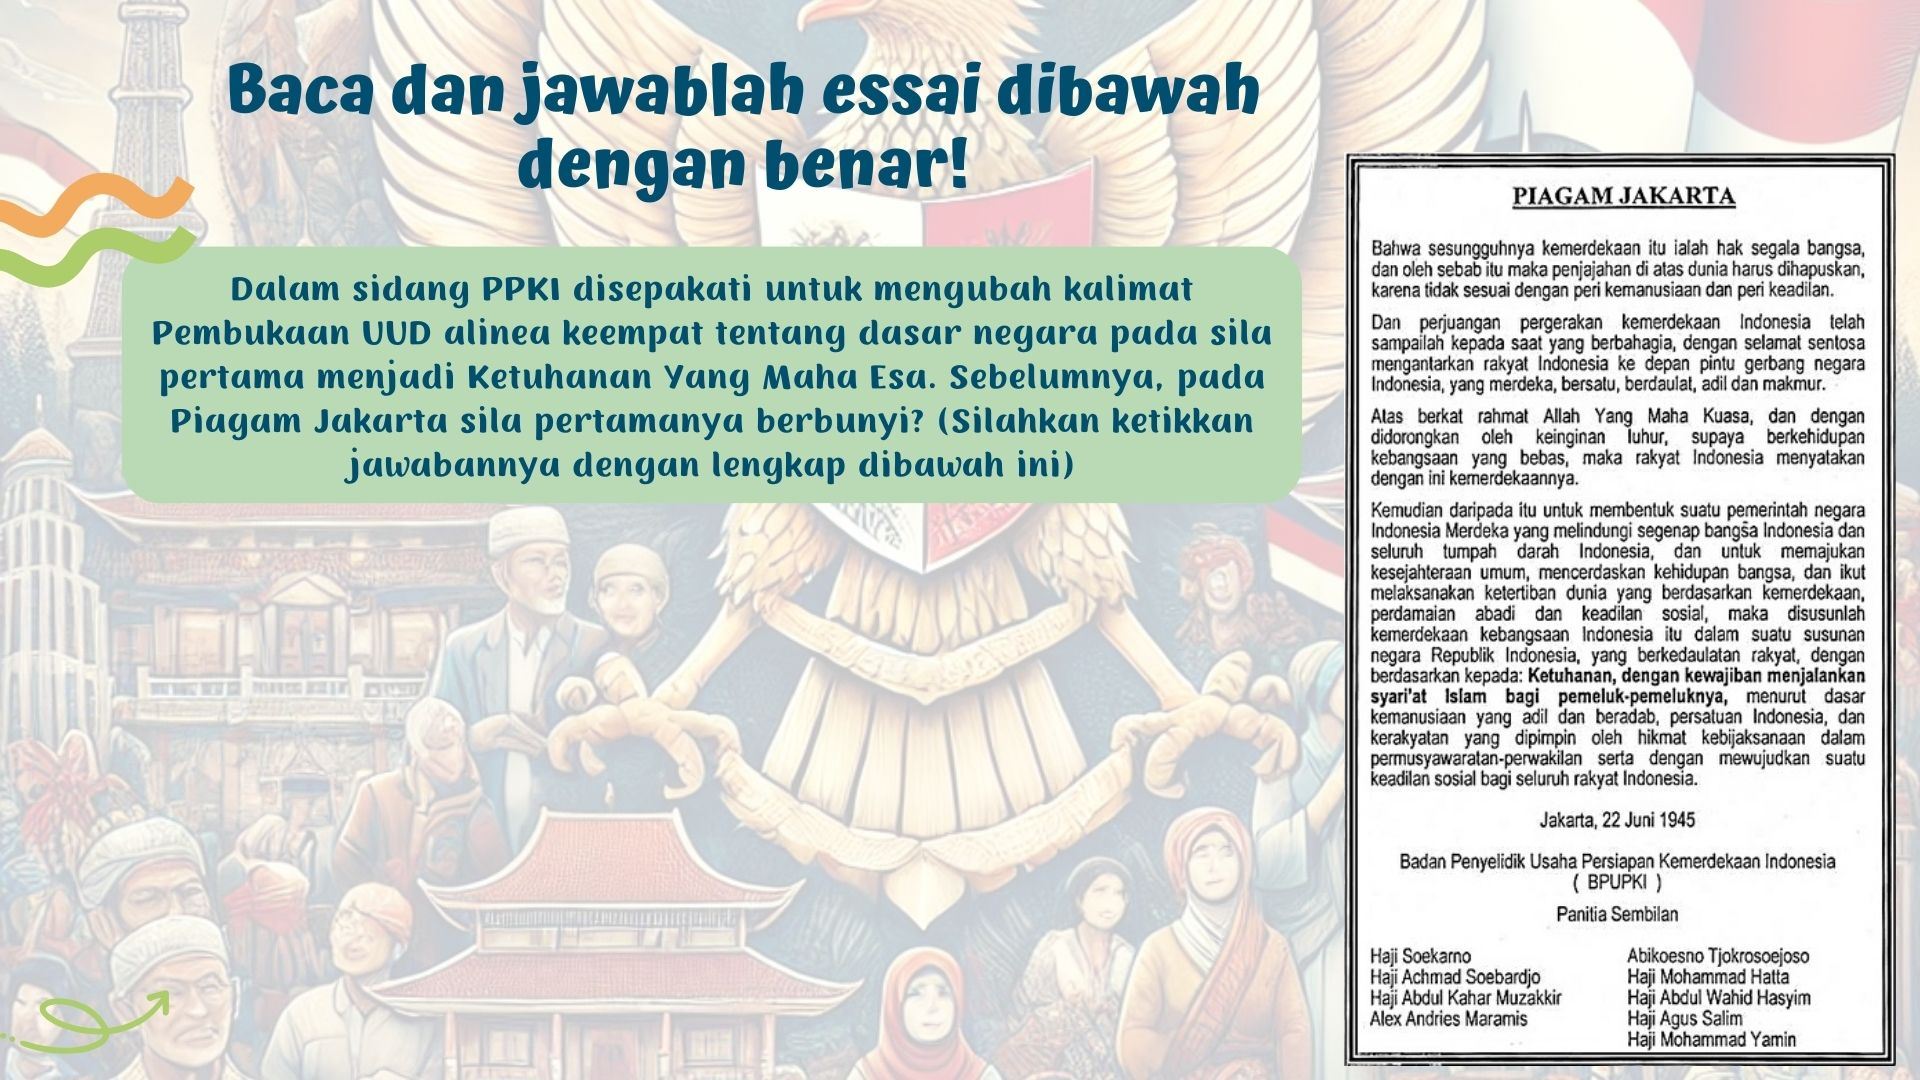 Baca dan jawablah essai dibawah
dengan benar!
Dalam sidang PPKI disepakati untuk mengubah kalimat
Pembukaan UUD alinea keempat tentang dasar negara pada sila
pertama menjadi Ketuhanan Yang Maha Esa. Sebelumnya, pada
Piagam Jakarta sila pertamanya berbunyi? (Silahkan ketikkan
jawabannya dengan lengkap dibawah ini)
PIAGAM JAKARTA
Bahwa sesungguhnya kemerdekaan itu ialah hak segala bangsa,
dan oleh sebab itu maka penjajahan di atas dunia harus dihapuskan,
karena tidak sesuai dengan peri kemanusiaan dan peri keadilan.
Dan perjuangan pergerakan kemerdekaan Indonesia telah
sampailah kepada saat yang berbahagia, dengan selamat sentosa
mengantarkan rakyat Indonesia ke depan pintu gerbang negara
Indonesia, yang merdeka, bersatu, berdaulat, adil dan makmur.
Atas berkat rahmat Allah Yang Maha Kuasa, dan dengan
didorongkan oleh keinginan luhur, supaya berkehidupan
kebangsaan yang bebas, maka rakyat Indonesia menyatakan
dengan ini kemerdekaannya.
Kemudian daripada itu untuk membentuk suatu pemerintah negara
Indonesia Merdeka yang melindungi segenap bangsa Indonesia dan
seluruh tumpah darah Indonesia, dan untuk memajukan
kesejahteraan umum, mencerdaskan kehidupan bangsa, dan ikut
melaksanakan ketertiban dunia yang berdasarkan kemerdekaan,
perdamaian abadi dan keadilan sosial, maka disusunlah
kemerdekaan kebangsaan Indonesia itu dalam suatu susunan
negara Republik Indonesia, yang berkedaulatan rakyat, dengan
berdasarkan kepada: Ketuhanan, dengan kewajiban menjalankan
syari'at Islam bagi pemeluk-pemeluknya, menurut dasar
kemanusiaan yang adil dan beradab, persatuan Indonesia, dan
kerakyatan yang dipimpin oleh hikmat kebijaksanaan dalam
permusyawaratan-perwakilan serta dengan mewujudkan suatu
keadilan sosial bagi seluruh rakyat Indonesia.
Jakarta, 22 Juni 1945
Badan Penyelidik Usaha Persiapan Kemerdekaan Indonesia
( BPUPKI )
Panitia Sembilan
Haji Soekarno
Haji Achmad Soebardjo
Haji Abdul Kahar Muzakkir
Alex Andries Maramis
Abikoesno Tjokrosoejoso
Haji Mohammad Hatta
Haji Abdul Wahid Hasyim
Haji Agus Salim
Haji Mohammad Yamin